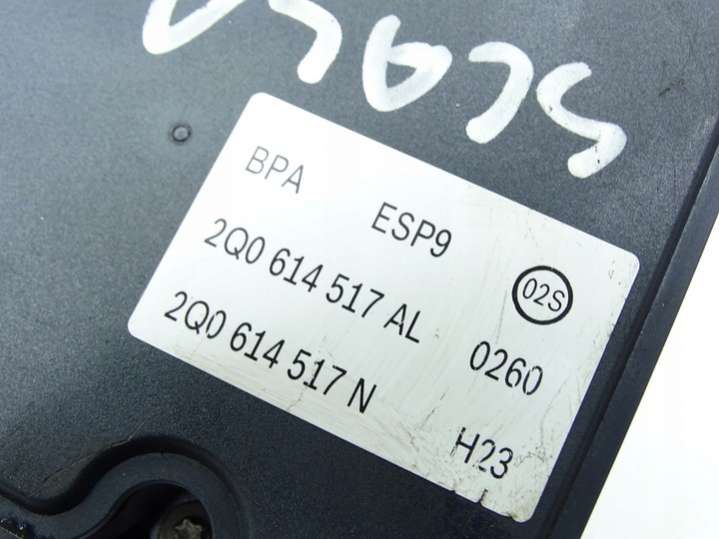 SCALA
BPA
ESP9
02S
2Q0 614 517 AL
0260
2Q0 614 517 N
H23